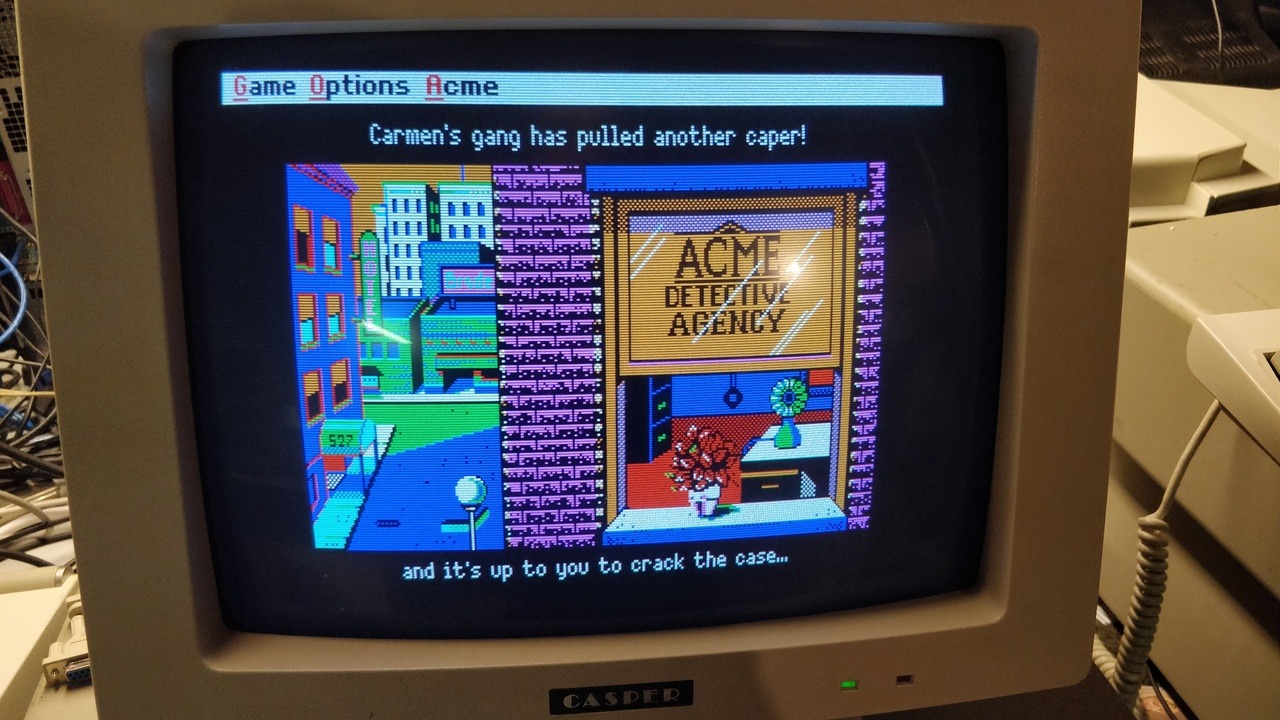 Game Options Acme
Carmen's gang has pulled another caper!
ACME
DETECTIVE
AGENCY
527
and it's up to you to crack the case...
CASPER